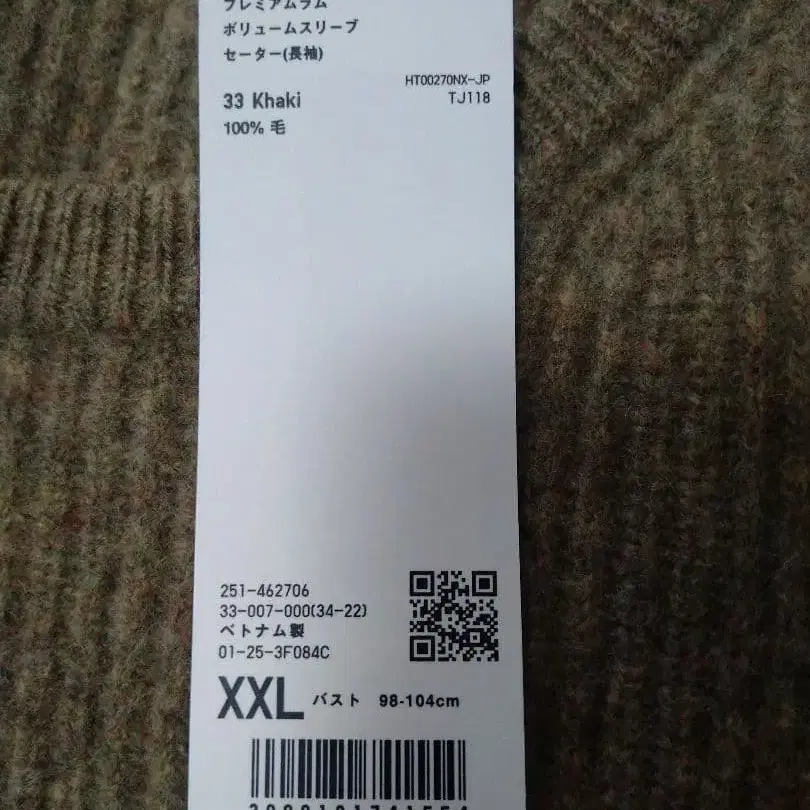 プレミアムラム
ボリュームスリーブ
セーター(長袖)
HT00270NX-JP
33 Khaki
TJ118
100% 毛
251-462706
33-007-000(34-22)
ベトナム製
01-25-3F084C
XXL バスト 98-104cm